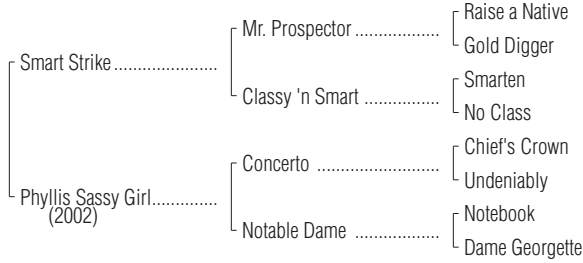 Raise a Native
Mr. Prospector ..................
Gold Digger
Smart Strike ......................
Smarten
Classy 'n Smart ................
No Class
Chief's Crown
Concerto .........................
Undeniably
Phyllis Sassy Girl..............
(2002)
Notebook
Notable Dame ..................
Dame Georgette